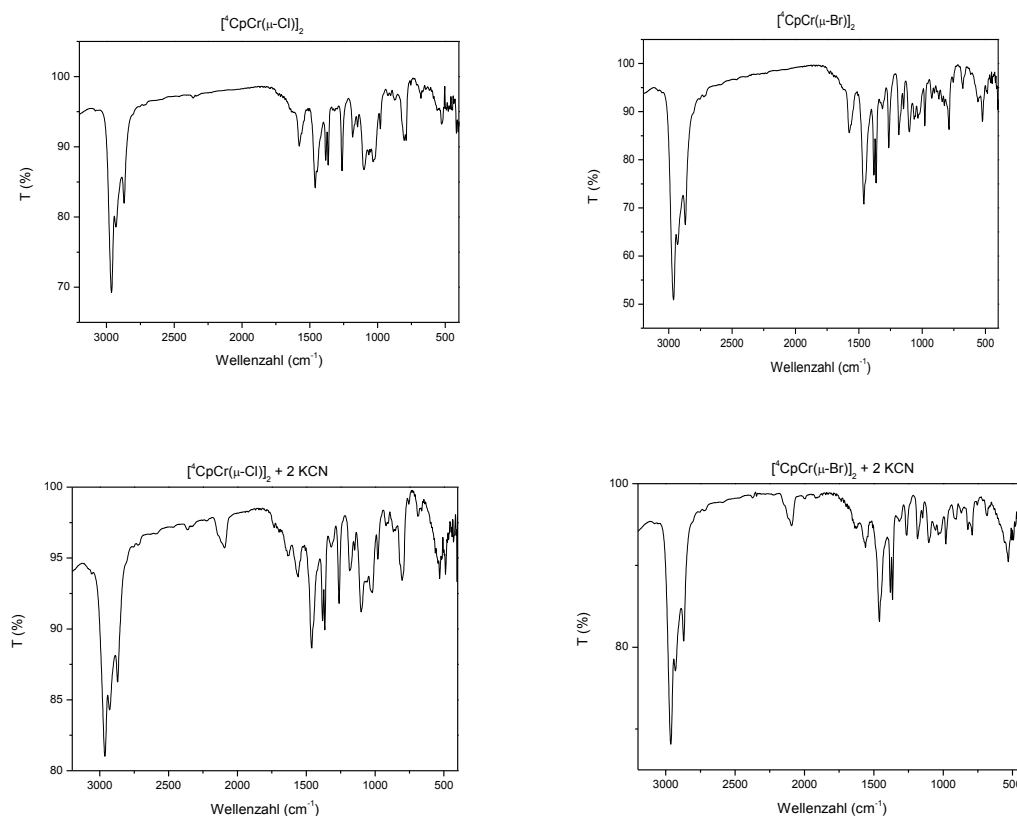 [⁴CpCr(μ-Cl)]₂
100
90
80
70
T (%)
3000 2500 2000 1500 1000 500
Wellenzahl (cm⁻¹)
[⁴CpCr(μ-Br)]₂
100
90
80
70
60
50
T (%)
3000 2500 2000 1500 1000 500
Wellenzahl (cm⁻¹)
[⁴CpCr(μ-Cl)]₂ + 2 KCN
100
95
90
85
80
T (%)
3000 2500 2000 1500 1000 500
Wellenzahl (cm⁻¹)
[⁴CpCr(μ-Br)]₂ + 2 KCN
100
80
T (%)
3000 2500 2000 1500 1000 500
Wellenzahl (cm⁻¹)